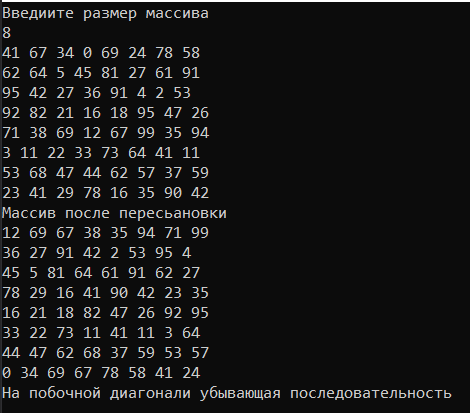 Введиите размер массива
8
41 67 34 0 69 24 78 58
62 64 5 45 81 27 61 91
95 42 27 36 91 4 2 53
92 82 21 16 18 95 47 26
71 38 69 12 67 99 35 94
3 11 22 33 73 64 41 11
53 68 47 44 62 57 37 59
23 41 29 78 16 35 90 42
Массив после пересьановки
12 69 67 38 35 94 71 99
36 27 91 42 2 53 95 4
45 5 81 64 61 91 62 27
78 29 16 41 90 42 23 35
16 21 18 82 47 26 92 95
33 22 73 11 41 11 3 64
44 47 62 68 37 59 53 57
0 34 69 67 78 58 41 24
На побочной диагонали убывающая последовательность